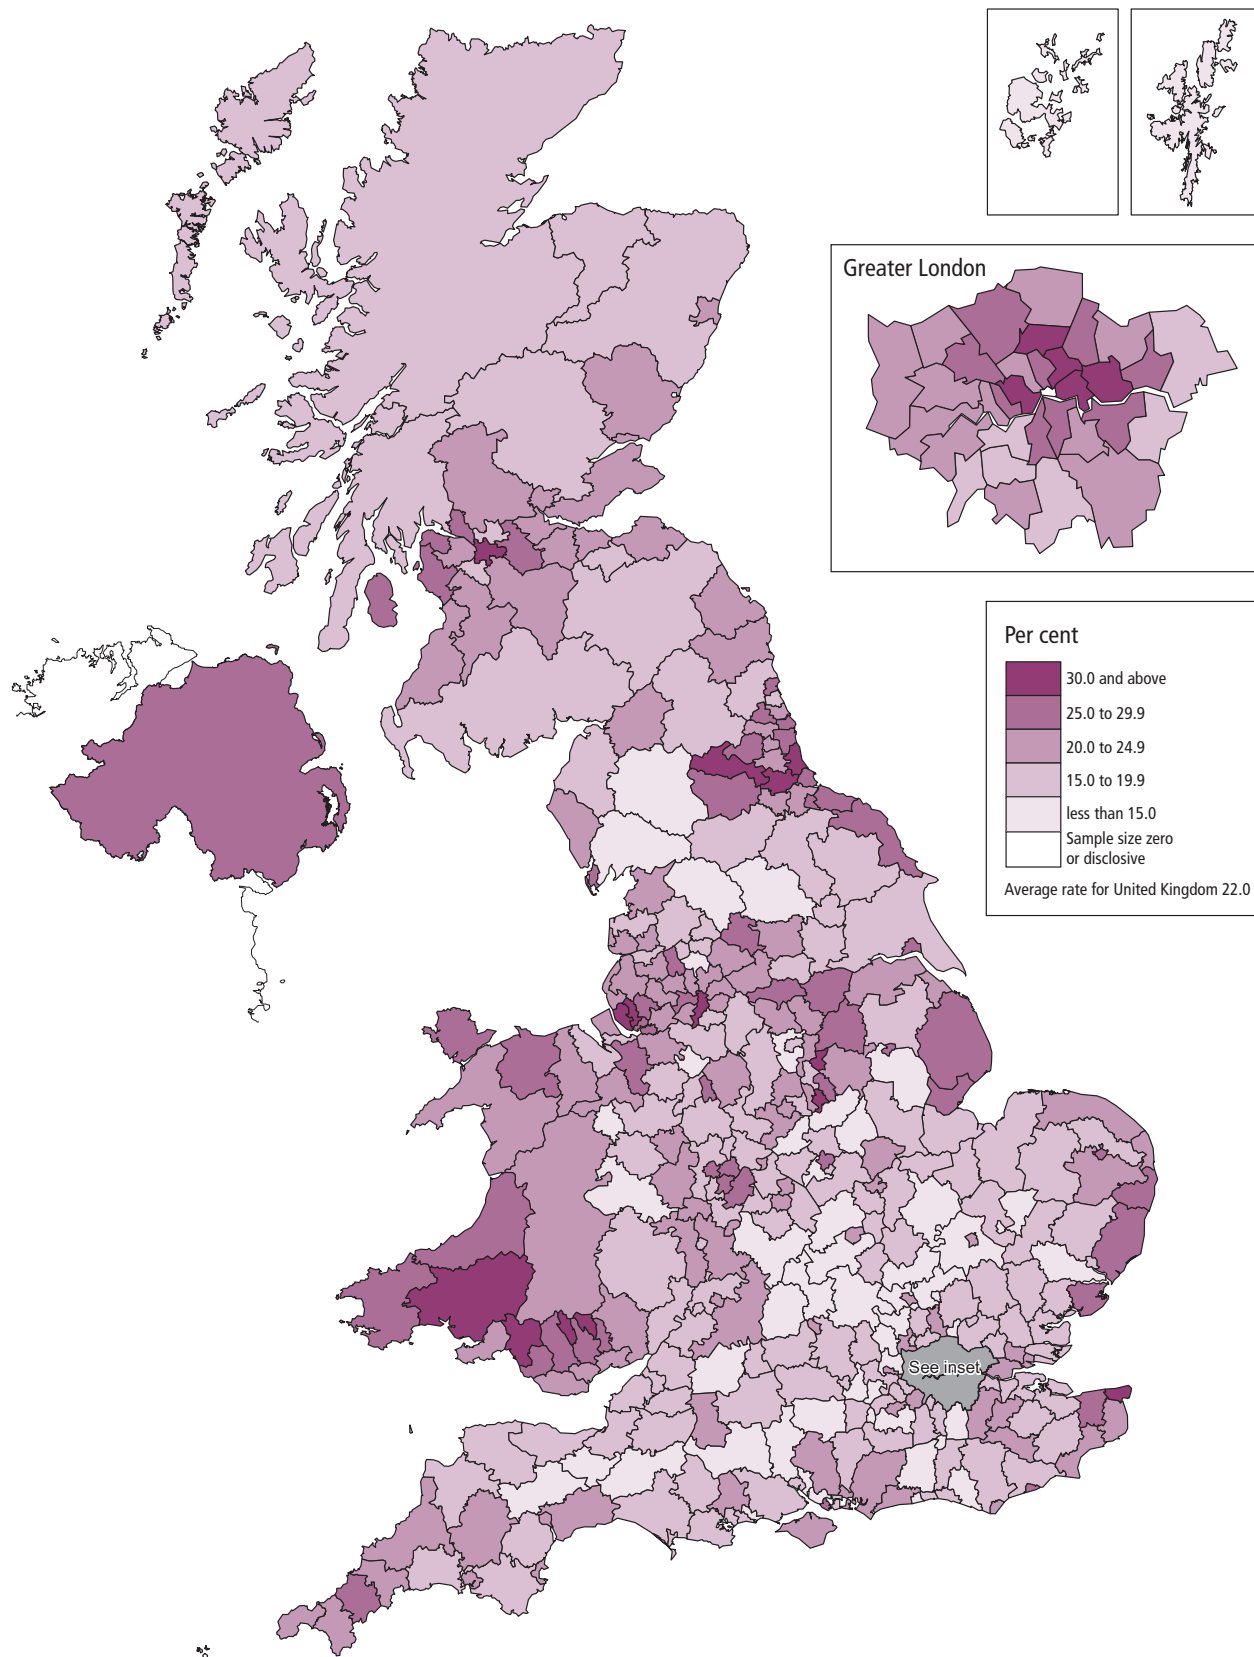 Greater London
Per cent
30.0 and above
25.0 to 29.9
20.0 to 24.9
15.0 to 19.9
less than 15.0
Sample size zero
or disclosive
Average rate for United Kingdom 22.0
See inset